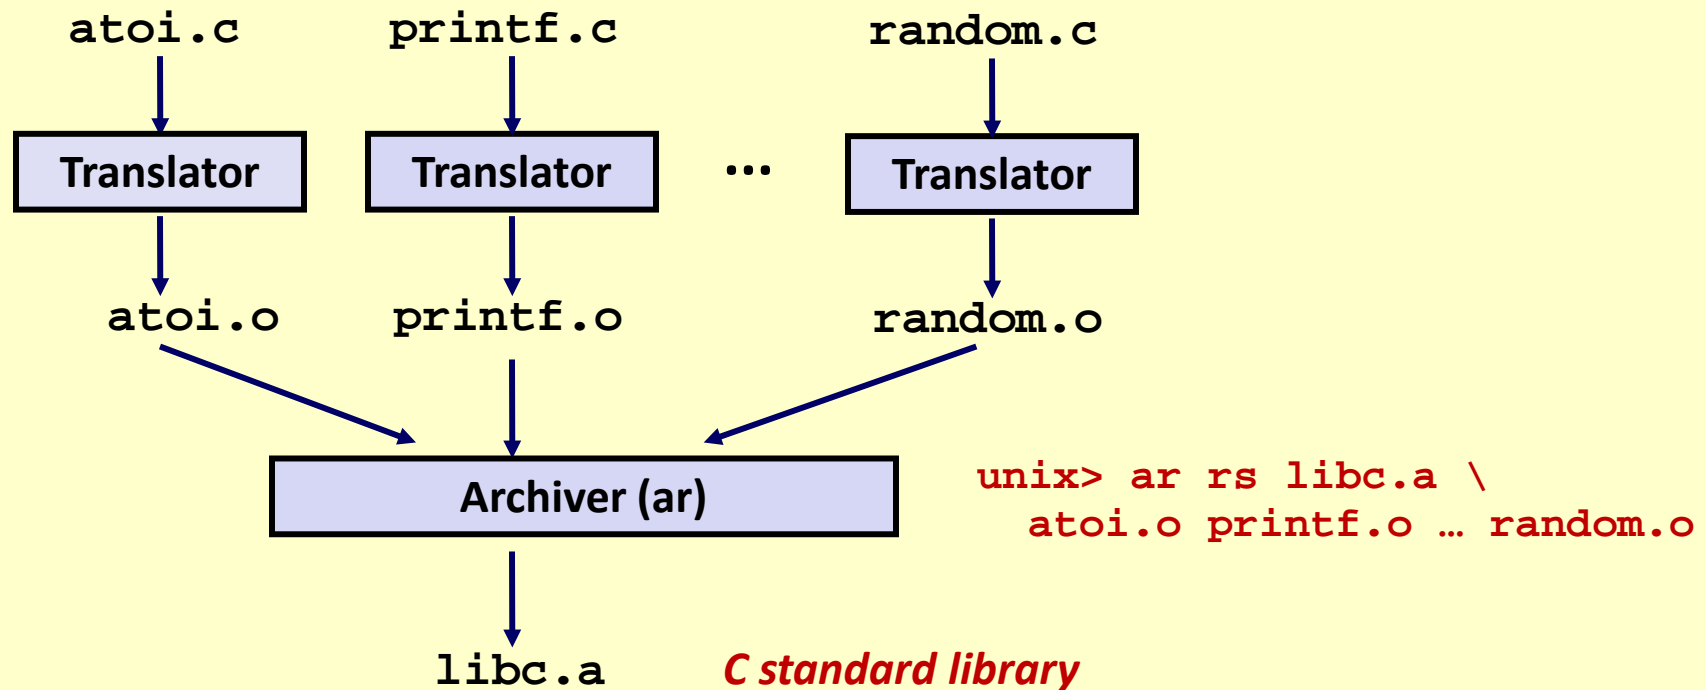 atoi.c printf.c random.c
Translator Translator ... Translator
atoi.o printf.o random.o
Archiver (ar)
unix> ar rs libc.a \
atoi.o printf.o … random.o
libc.a C standard library